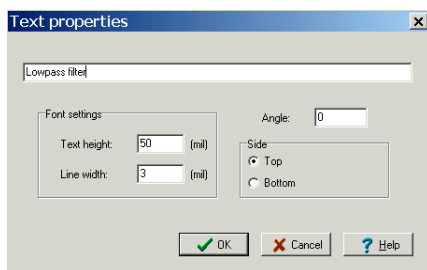 Text properties
Lowpass filter
Font settings
Text height: 50 (mil)
Line width: 3 (mil)
Angle: 0
Side
Top
Bottom
OK Cancel ? Help